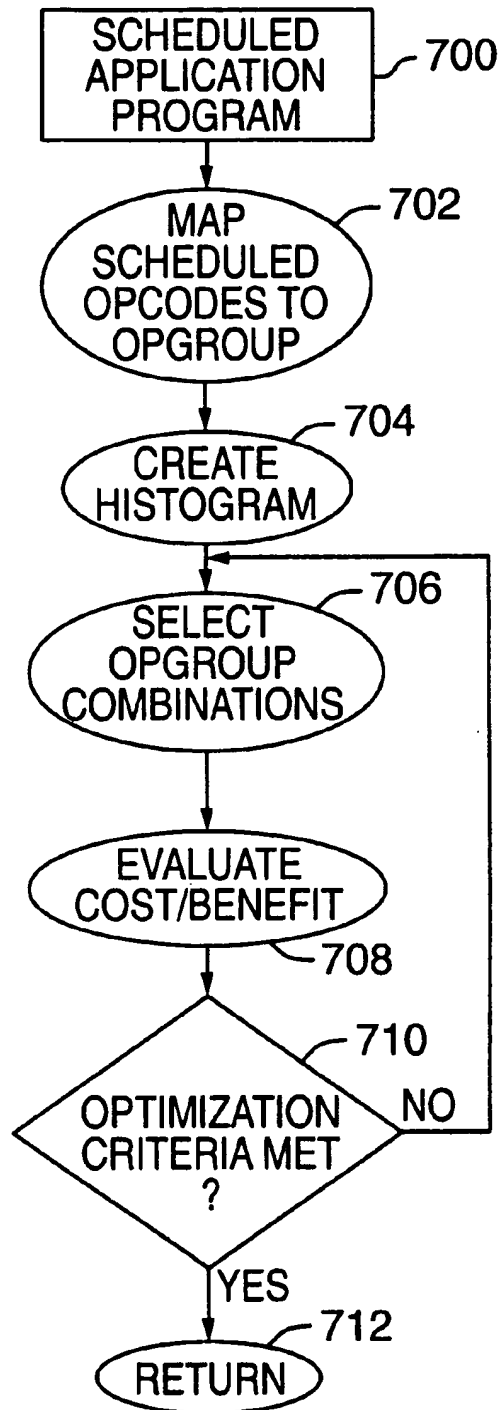 SCHEDULED
APPLICATION
PROGRAM
700
702
MAP
SCHEDULED
OPCODES TO
OPGROUP
704
CREATE
HISTOGRAM
706
SELECT
OPGROUP
COMBINATIONS
EVALUATE
COST/BENEFIT
708
710
OPTIMIZATION
CRITERIA MET
?
NO
YES
712
RETURN